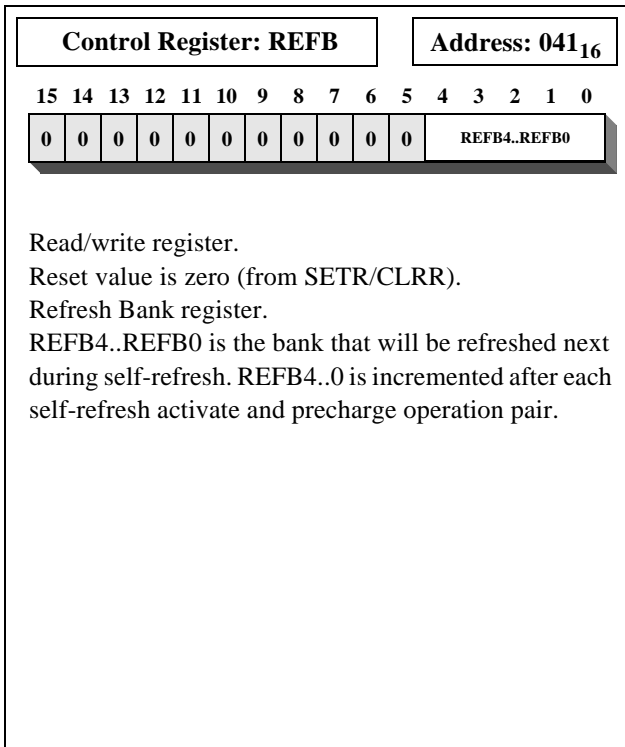 Control Register: REFB Address: 041₁₆
15 14 13 12 11 10 9 8 7 6 5 4 3 2 1 0
0 0 0 0 0 0 0 0 0 0 0 REFB4..REFB0
Read/write register.
Reset value is zero (from SETR/CLRR).
Refresh Bank register.
REFB4..REFB0 is the bank that will be refreshed next
during self-refresh. REFB4..0 is incremented after each
self-refresh activate and precharge operation pair.